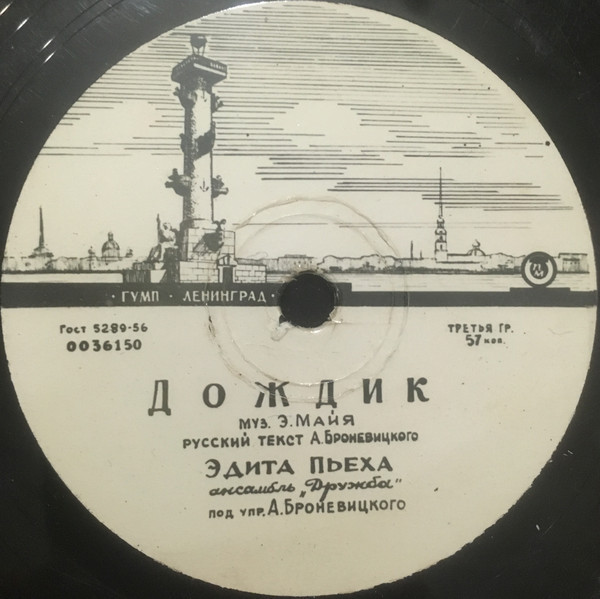 · ГУМП · ЛЕНИНГРАД ·
Гост 5289-56
0036150
ТРЕТЬЯ ГР.
57 коп.
ДОЖДИК
муз. Э. МАЙЯ
РУССКИЙ ТЕКСТ А. БРОНЕВИЦКОГО
ЭДИТА ПЬЕХА
ансамбль „Дружба"
под упр. А. БРОНЕВИЦКОГО